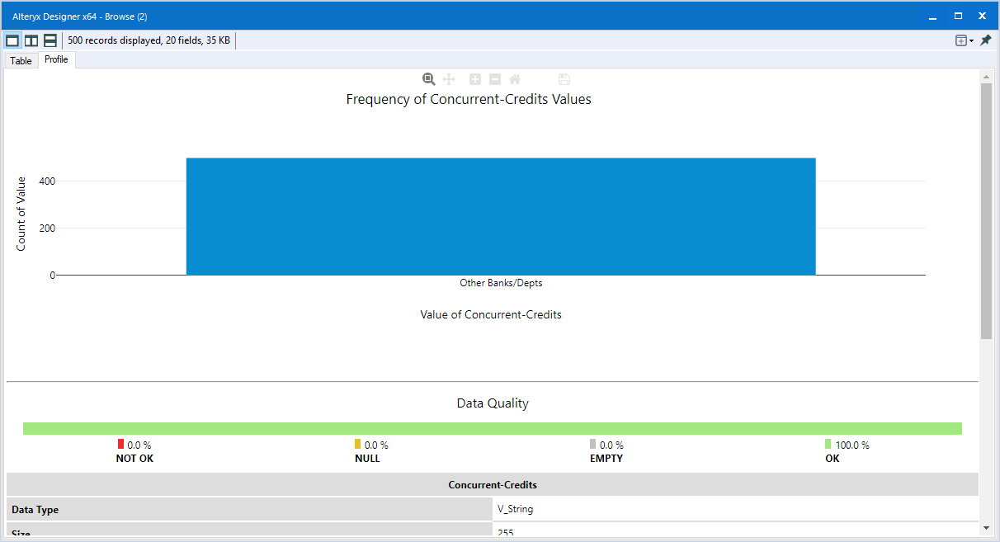 Alteryx Designer x64 - Browse (2)
500 records displayed, 20 fields, 35 KB
Table Profile
Frequency of Concurrent-Credits Values
Count of Value
400
200
0
Other Banks/Depts
Value of Concurrent-Credits
Data Quality
0.0 % 0.0 % 0.0 % 100.0 %
NOT OK NULL EMPTY OK
Concurrent-Credits
Data Type V_String
Size 255